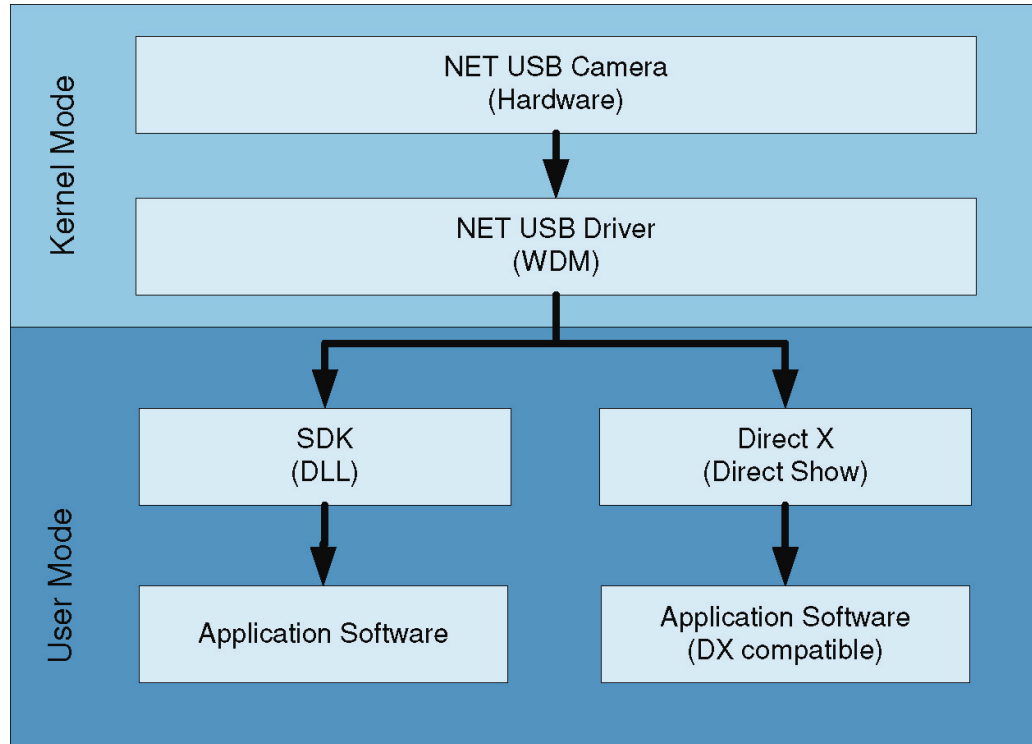 Kernel Mode
NET USB Camera
(Hardware)
NET USB Driver
(WDM)
User Mode
SDK
(DLL)
Direct X
(Direct Show)
Application Software
Application Software
(DX compatible)